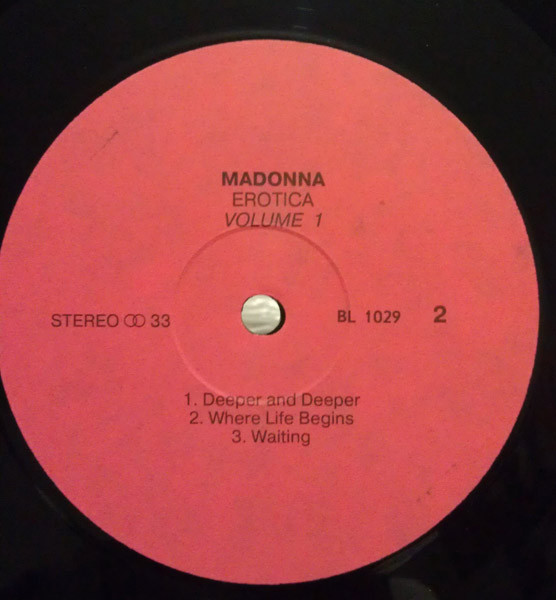 MADONNA
EROTICA
VOLUME 1
STEREO ꝏ 33
BL 1029
2
1. Deeper and Deeper
2. Where Life Begins
3. Waiting